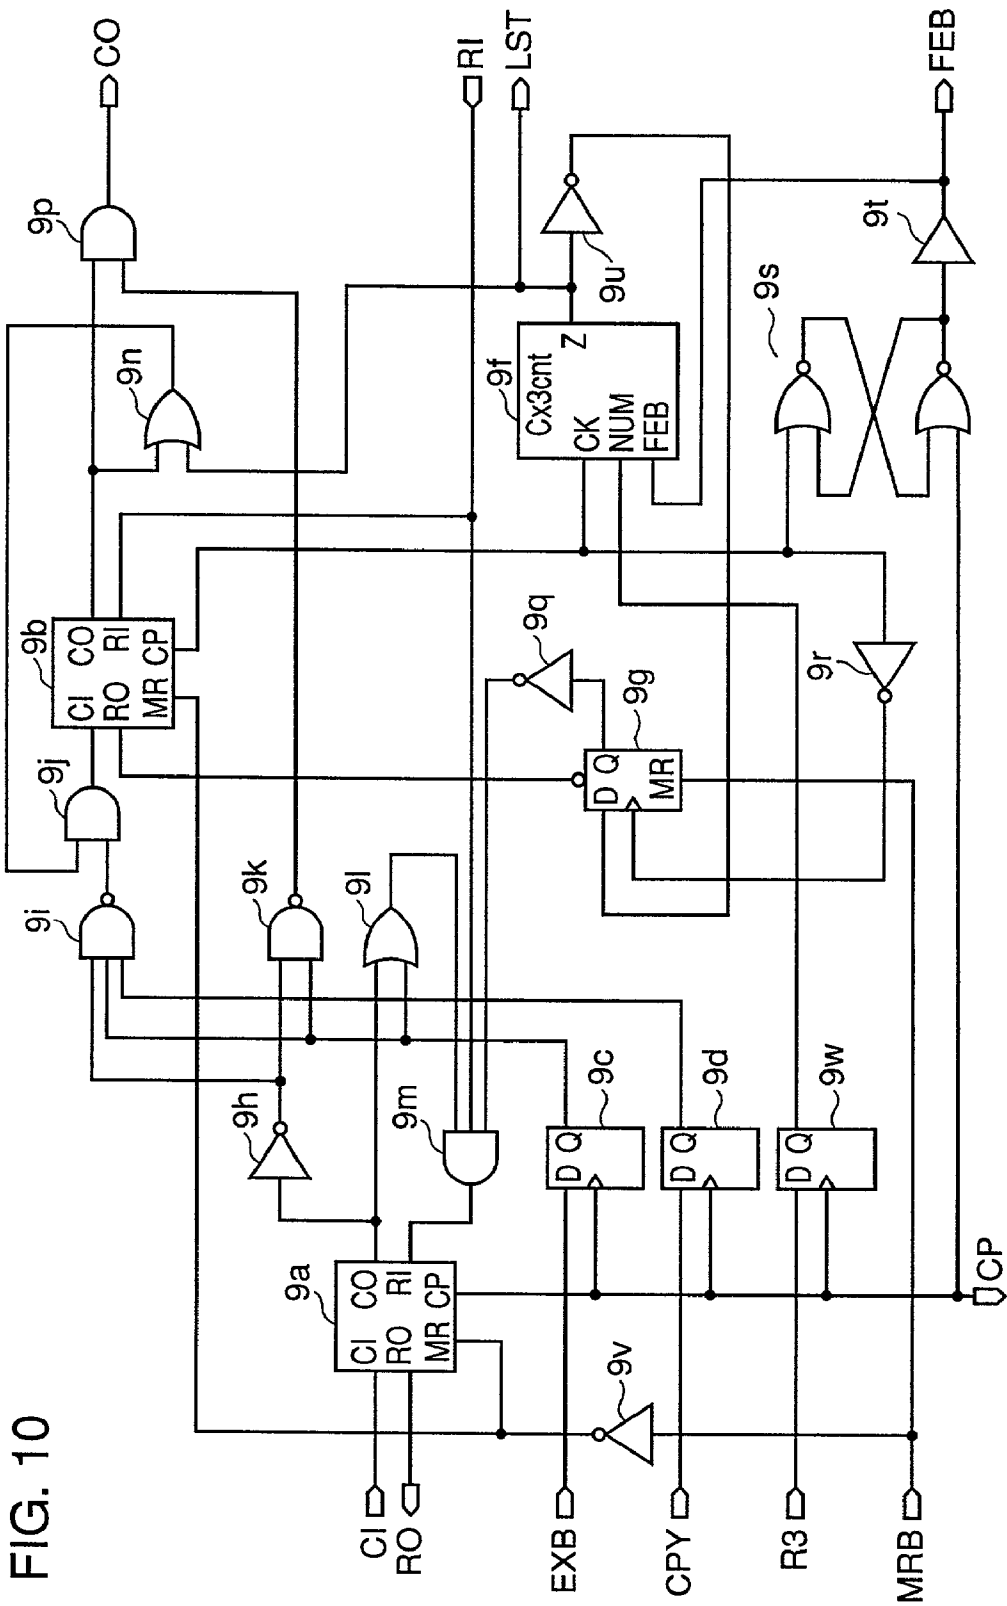 FIG. 10
CI
RO
EXB
CPY
R3
MRB
9v
9a
CI CO
RO RI
MR CP
CP
9h
9m
9c
D Q
9d
D Q
9w
D Q
9i
9k
9l
9j
9b
CI CO
RO RI
MR CP
9q
9g
D Q
MR
9r
9n
9f
Cx3cnt
CK Z
NUM
FEB
9s
9u
9t
9p
CO
RI
LST
FEB